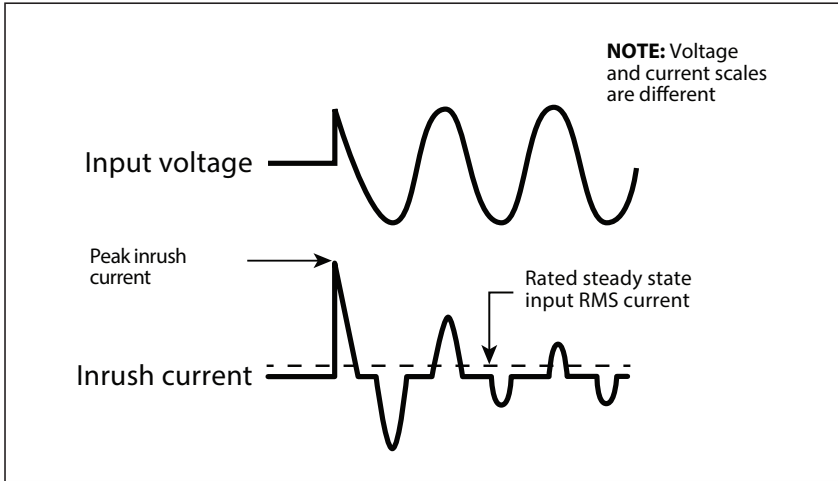 NOTE: Voltage
and current scales
are different
Input voltage
Peak inrush
current
Rated steady state
input RMS current
Inrush current